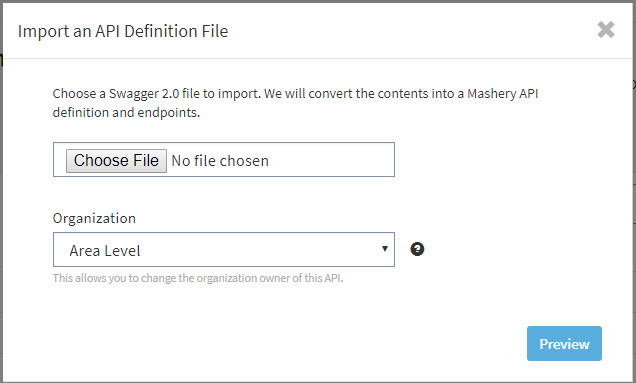 Import an API Definition File
Choose a Swagger 2.0 file to import. We will convert the contents into a Mashery API
definition and endpoints.
Choose File No file chosen
Organization
Area Level
This allows you to change the organization owner of this API.
Preview